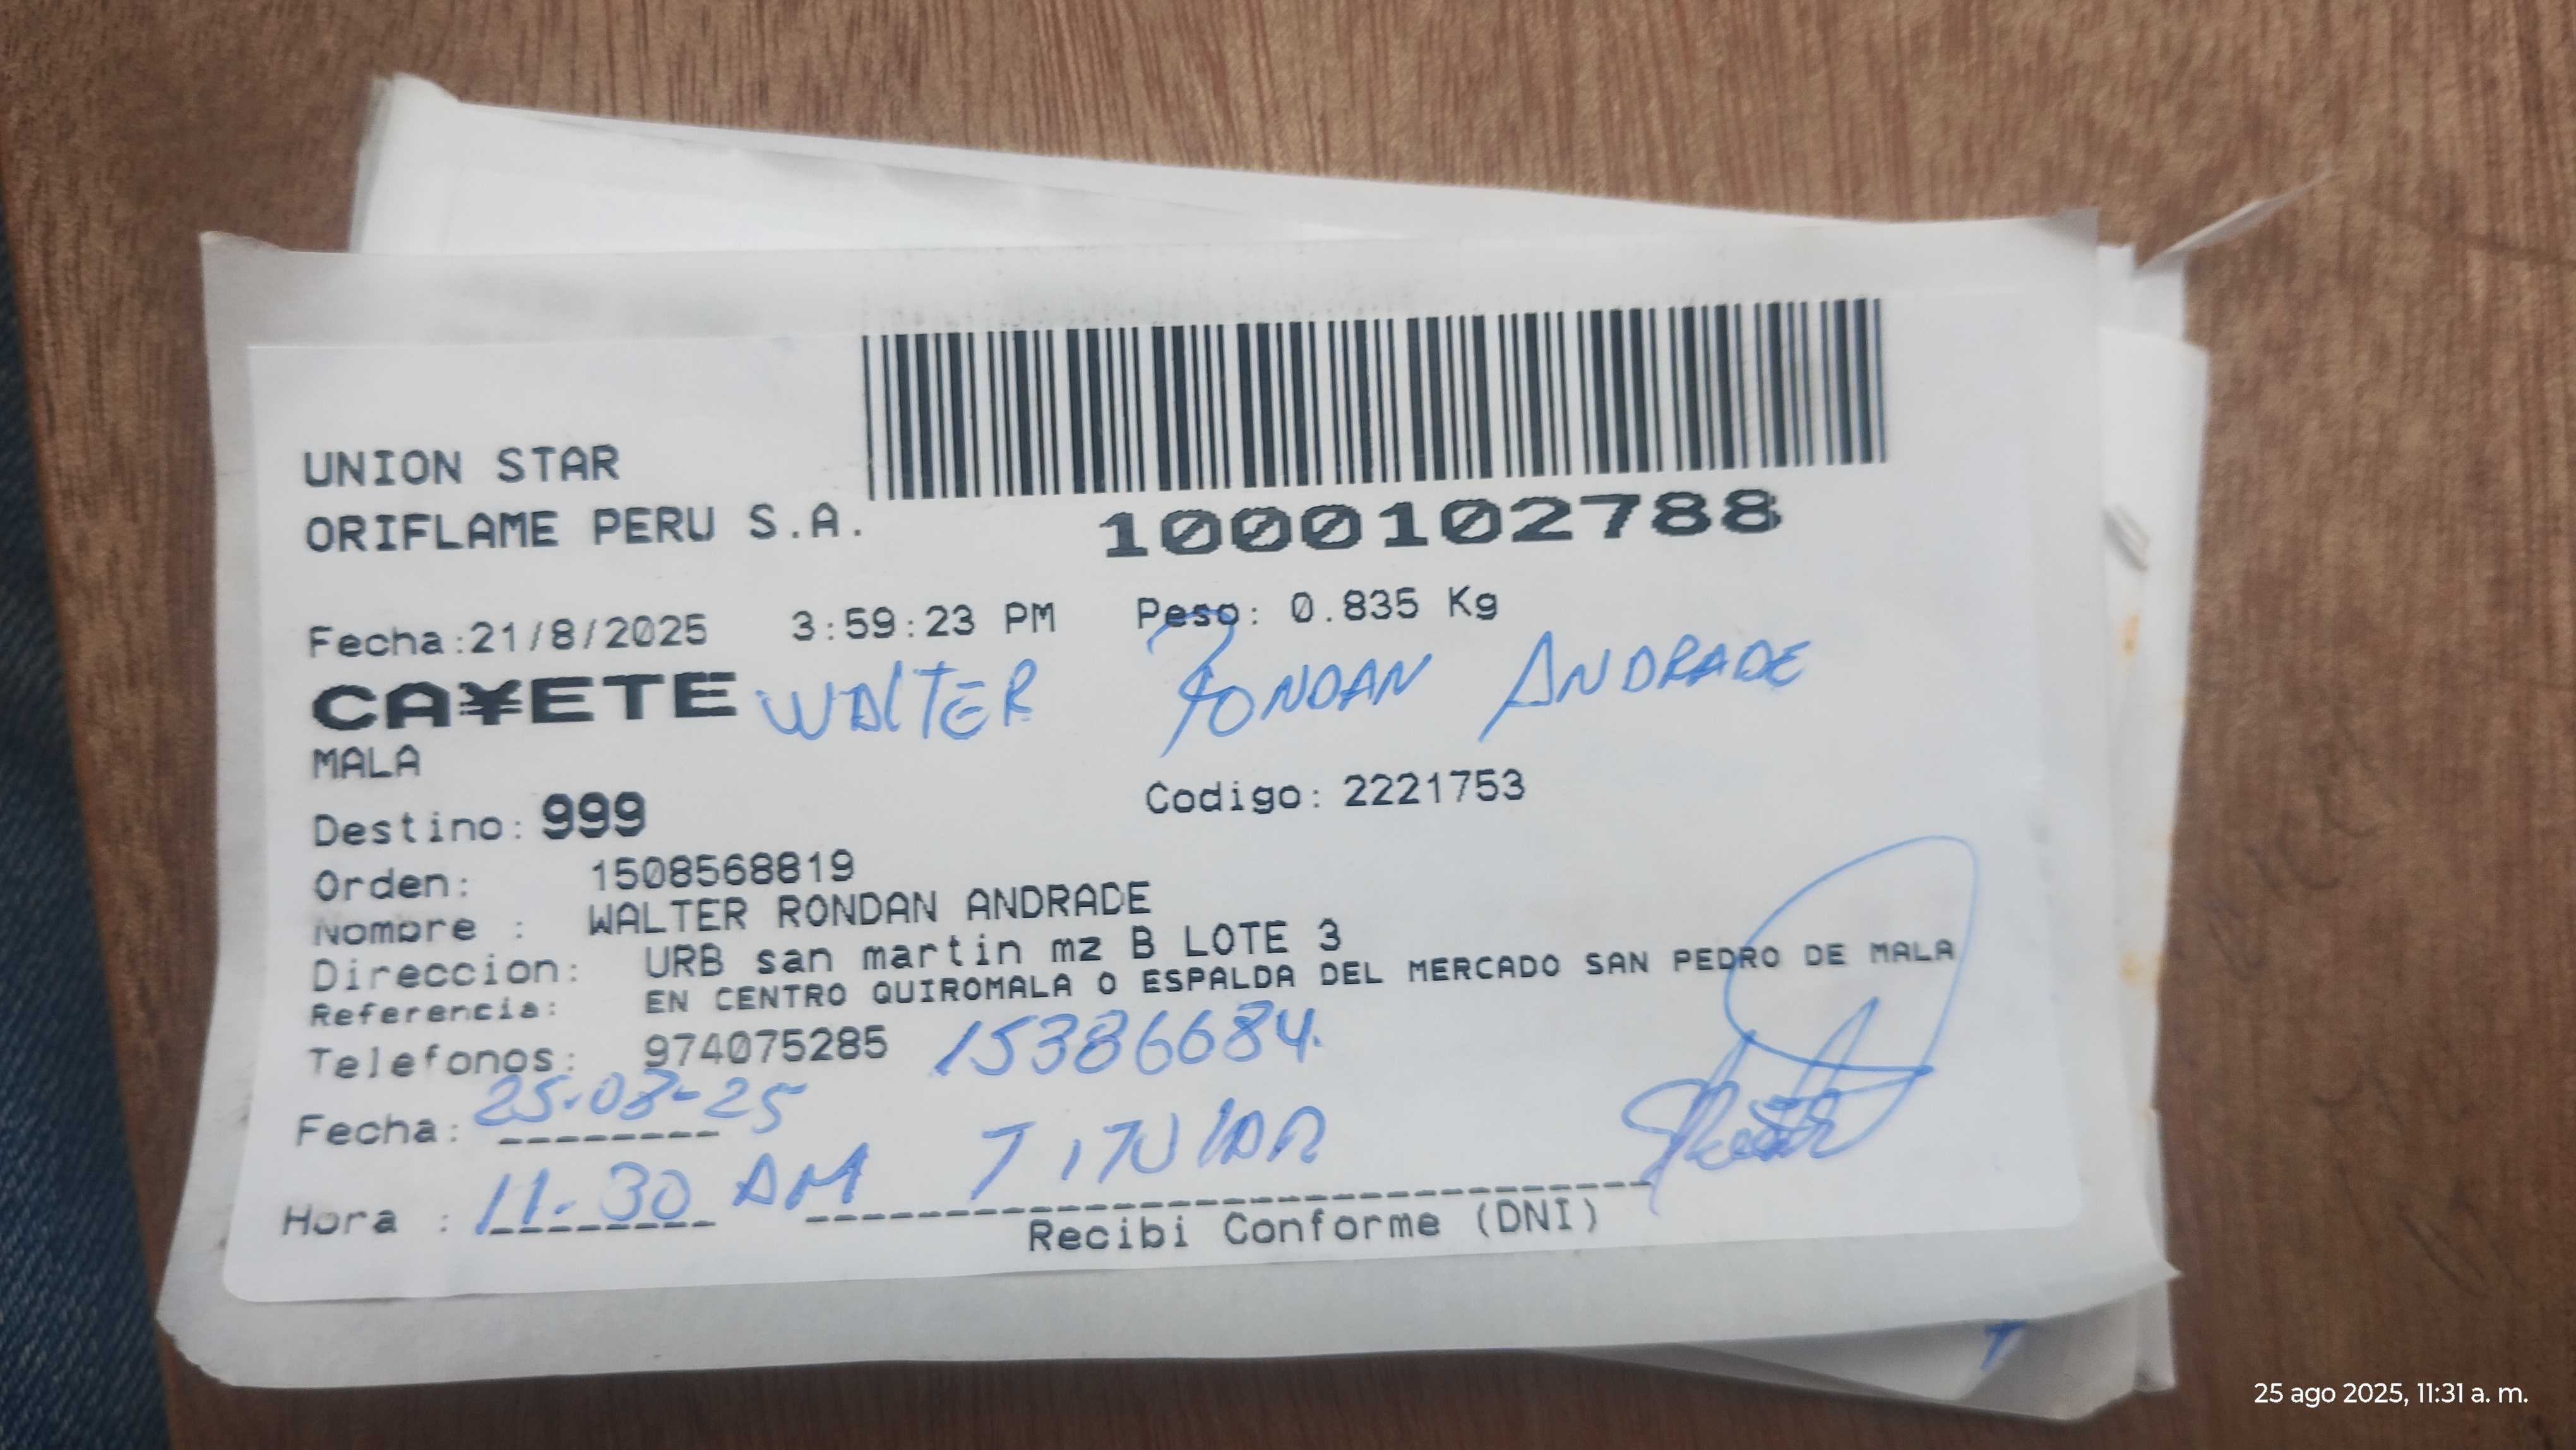 UNION STAR
ORIFLAME PERU S.A.
1000102788
Fecha:21/8/2025 3:59:23 PM Peso: 0.835 Kg
CA¥ETE WALTER RONDAN ANDRADE
MALA
Destino: 999 Codigo: 2221753
Orden: 1508568819
Nombre : WALTER RONDAN ANDRADE
Direccion: URB san martin mz B LOTE 3
Referencia: EN CENTRO QUIROMALA O ESPALDA DEL MERCADO SAN PEDRO DE MALA
Telefonos: 974075285 15386684.
Fecha: 25-08-25
Hora : 11-30 AM TITULAR
Recibi Conforme (DNI)
25 ago 2025, 11:31 a. m.